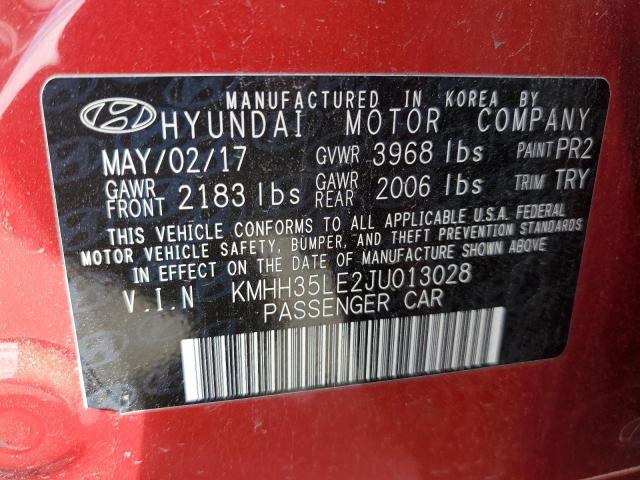 MANUFACTURED IN KOREA BY
HYUNDAI MOTOR COMPANY
MAY/02/17 GVWR 3968 lbs PAINT PR2
GAWR FRONT 2183 lbs GAWR REAR 2006 lbs TRIM TRY
THIS VEHICLE CONFORMS TO ALL APPLICABLE U.S.A. FEDERAL
MOTOR VEHICLE SAFETY, BUMPER, AND THEFT PREVENTION STANDARDS
IN EFFECT ON THE DATE OF MANUFACTURE SHOWN ABOVE
V.I.N KMHH35LE2JU013028
PASSENGER CAR